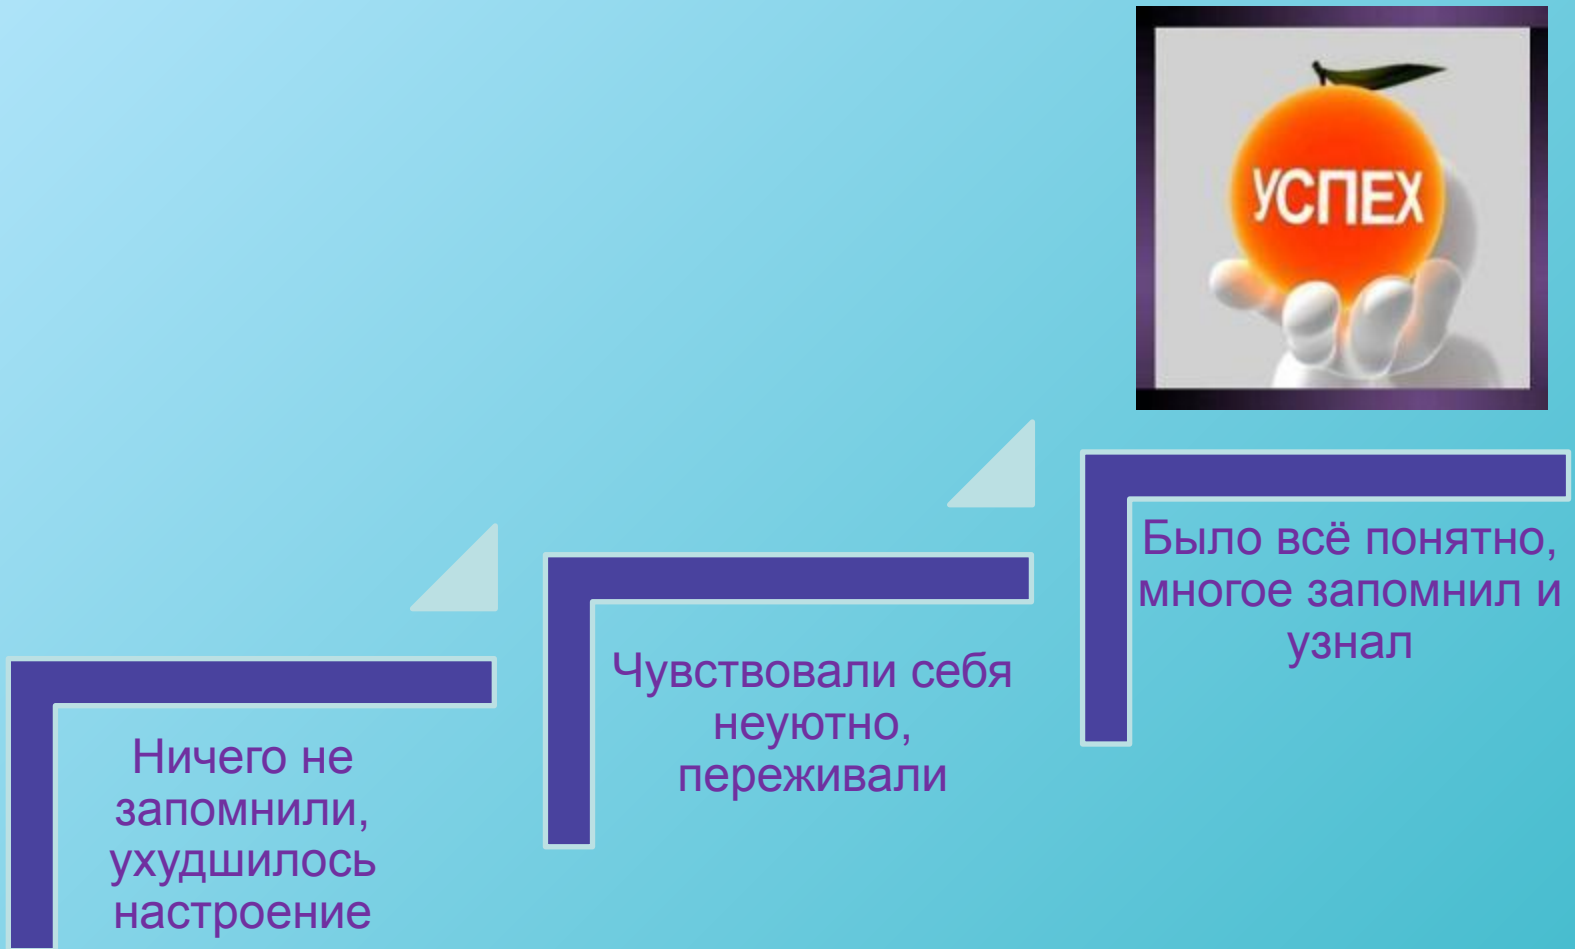 УСПЕХ
Ничего не
запомнили,
ухудшилось
настроение
Чувствовали себя
неуютно,
переживали
Было всё понятно,
многое запомнил и
узнал